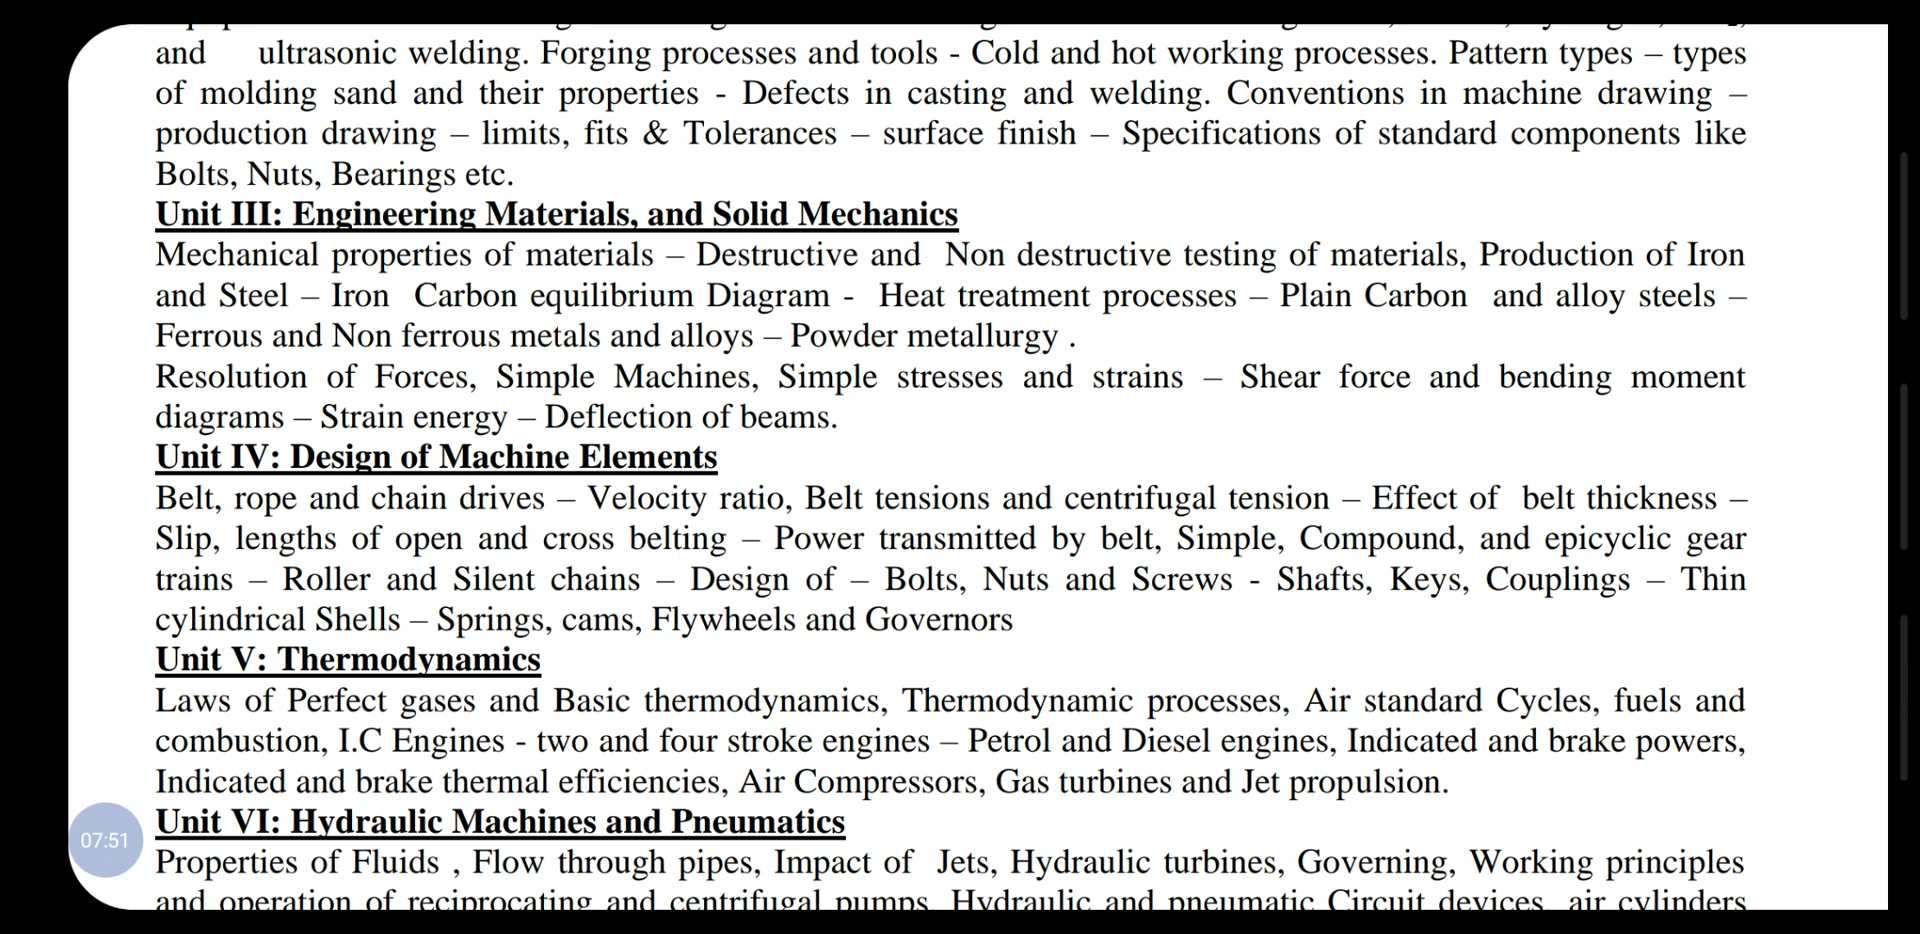 and ultrasonic welding. Forging processes and tools - Cold and hot working processes. Pattern types – types
of molding sand and their properties - Defects in casting and welding. Conventions in machine drawing –
production drawing – limits, fits & Tolerances – surface finish – Specifications of standard components like
Bolts, Nuts, Bearings etc.
Unit III: Engineering Materials, and Solid Mechanics
Mechanical properties of materials – Destructive and Non destructive testing of materials, Production of Iron
and Steel – Iron Carbon equilibrium Diagram - Heat treatment processes – Plain Carbon and alloy steels –
Ferrous and Non ferrous metals and alloys – Powder metallurgy .
Resolution of Forces, Simple Machines, Simple stresses and strains – Shear force and bending moment
diagrams – Strain energy – Deflection of beams.
Unit IV: Design of Machine Elements
Belt, rope and chain drives – Velocity ratio, Belt tensions and centrifugal tension – Effect of belt thickness –
Slip, lengths of open and cross belting – Power transmitted by belt, Simple, Compound, and epicyclic gear
trains – Roller and Silent chains – Design of – Bolts, Nuts and Screws - Shafts, Keys, Couplings – Thin
cylindrical Shells – Springs, cams, Flywheels and Governors
Unit V: Thermodynamics
Laws of Perfect gases and Basic thermodynamics, Thermodynamic processes, Air standard Cycles, fuels and
combustion, I.C Engines - two and four stroke engines – Petrol and Diesel engines, Indicated and brake powers,
Indicated and brake thermal efficiencies, Air Compressors, Gas turbines and Jet propulsion.
07:51
Unit VI: Hydraulic Machines and Pneumatics
Properties of Fluids , Flow through pipes, Impact of Jets, Hydraulic turbines, Governing, Working principles
and operation of reciprocating and centrifugal pumps, Hydraulic and pneumatic Circuit devices, air cylinders